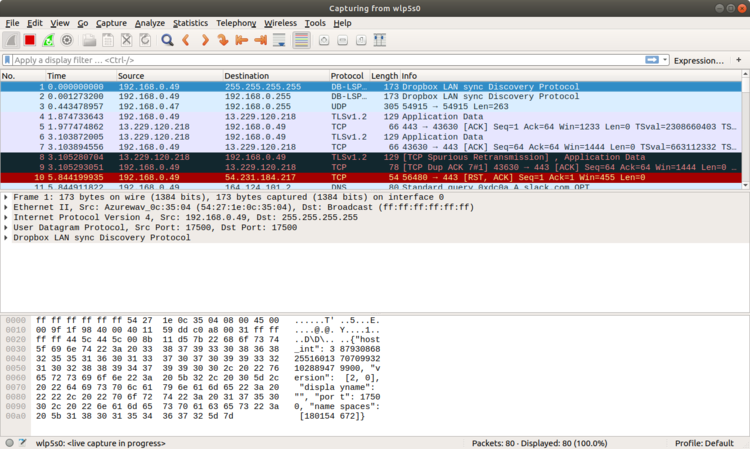 Capturing from wlp5s0
File Edit View Go Capture Analyze Statistics Telephony Wireless Tools Help
Apply a display filter … <Ctrl-/> Expression… +
No. Time Source Destination Protocol Length Info
1 0.000000000 192.168.0.49 255.255.255.255 DB-LSP… 173 Dropbox LAN sync Discovery Protocol
2 0.001273200 192.168.0.49 192.168.0.255 DB-LSP… 173 Dropbox LAN sync Discovery Protocol
3 0.443478957 192.168.0.47 192.168.0.255 UDP 305 54915 → 54915 Len=263
4 1.874733643 192.168.0.49 13.229.120.218 TLSv1.2 129 Application Data
5 1.977474862 13.229.120.218 192.168.0.49 TCP 66 443 → 43630 [ACK] Seq=1 Ack=64 Win=1233 Len=0 TSval=2308660403 TS…
6 3.103872005 13.229.120.218 192.168.0.49 TLSv1.2 129 Application Data
7 3.103894556 192.168.0.49 13.229.120.218 TCP 66 43630 → 443 [ACK] Seq=64 Ack=64 Win=1444 Len=0 TSval=663112332 TS…
8 3.105280704 13.229.120.218 192.168.0.49 TLSv1.2 129 [TCP Spurious Retransmission] , Application Data
9 3.105293051 192.168.0.49 13.229.120.218 TCP 78 [TCP Dup ACK 7#1] 43630 → 443 [ACK] Seq=64 Ack=64 Win=1444 Len=0 …
10 5.844199935 192.168.0.49 54.231.184.217 TCP 54 56480 → 443 [RST, ACK] Seq=1 Ack=1 Win=455 Len=0
11 5.844911822 192.168.0.49 164.124.101.2 DNS 80 Standard query 0xdc0a A slack.com OPT
Frame 1: 173 bytes on wire (1384 bits), 173 bytes captured (1384 bits) on interface 0
Ethernet II, Src: Azurewav_0c:35:04 (54:27:1e:0c:35:04), Dst: Broadcast (ff:ff:ff:ff:ff:ff)
Internet Protocol Version 4, Src: 192.168.0.49, Dst: 255.255.255.255
User Datagram Protocol, Src Port: 17500, Dst Port: 17500
Dropbox LAN sync Discovery Protocol
0000 ff ff ff ff ff ff 54 27 1e 0c 35 04 08 00 45 00 ......T' ..5...E.
0010 00 9f 1f 98 40 00 40 11 59 dd c0 a8 00 31 ff ff ....@.@. Y....1..
0020 ff ff 44 5c 44 5c 00 8b 11 d5 7b 22 68 6f 73 74 ..D\D\.. ..{"host
0030 5f 69 6e 74 22 3a 20 33 38 37 39 33 30 38 36 38 _int": 3 87930868
0040 32 35 35 31 36 30 31 33 37 30 37 30 39 39 33 32 25516013 70709932
0050 31 30 32 38 38 39 34 37 39 39 30 30 2c 20 22 76 10288947 9900, "v
0060 65 72 73 69 6f 6e 22 3a 20 5b 32 2c 20 30 5d 2c ersion": [2, 0],
0070 20 22 64 69 73 70 6c 61 79 6e 61 6d 65 22 3a 20 "displa yname":
0080 22 22 2c 20 22 70 6f 72 74 22 3a 20 31 37 35 30 "", "por t": 1750
0090 30 2c 20 22 6e 61 6d 65 73 70 61 63 65 73 22 3a 0, "name spaces":
00a0 20 5b 31 38 30 31 35 34 36 37 32 5d 7d [180154 672]}
wlp5s0: <live capture in progress> Packets: 80 · Displayed: 80 (100.0%) Profile: Default